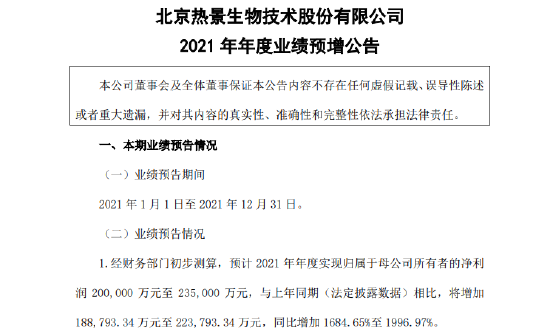 北京热景生物技术股份有限公司
2021 年年度业绩预增公告
本公司董事会及全体董事保证本公告内容不存在任何虚假记载、误导性陈述
或者重大遗漏，并对其内容的真实性、准确性和完整性依法承担法律责任。
一、本期业绩预告情况
（一）业绩预告期间
2021 年 1 月 1 日至 2021 年 12 月 31 日。
（二）业绩预告情况
1.经财务部门初步测算，预计 2021 年年度实现归属于母公司所有者的净利
润 200,000 万元至 235,000 万元，与上年同期（法定披露数据）相比，将增加
188,793.34 万元至 223,793.34 万元，同比增加 1684.65%至 1996.97%。